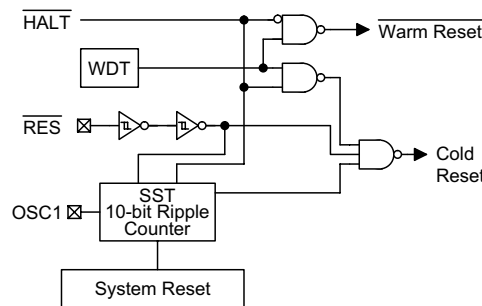 HALT
Warm Reset
WDT
RES
Cold
Reset
SST
10-bit Ripple
Counter
OSC1
System Reset